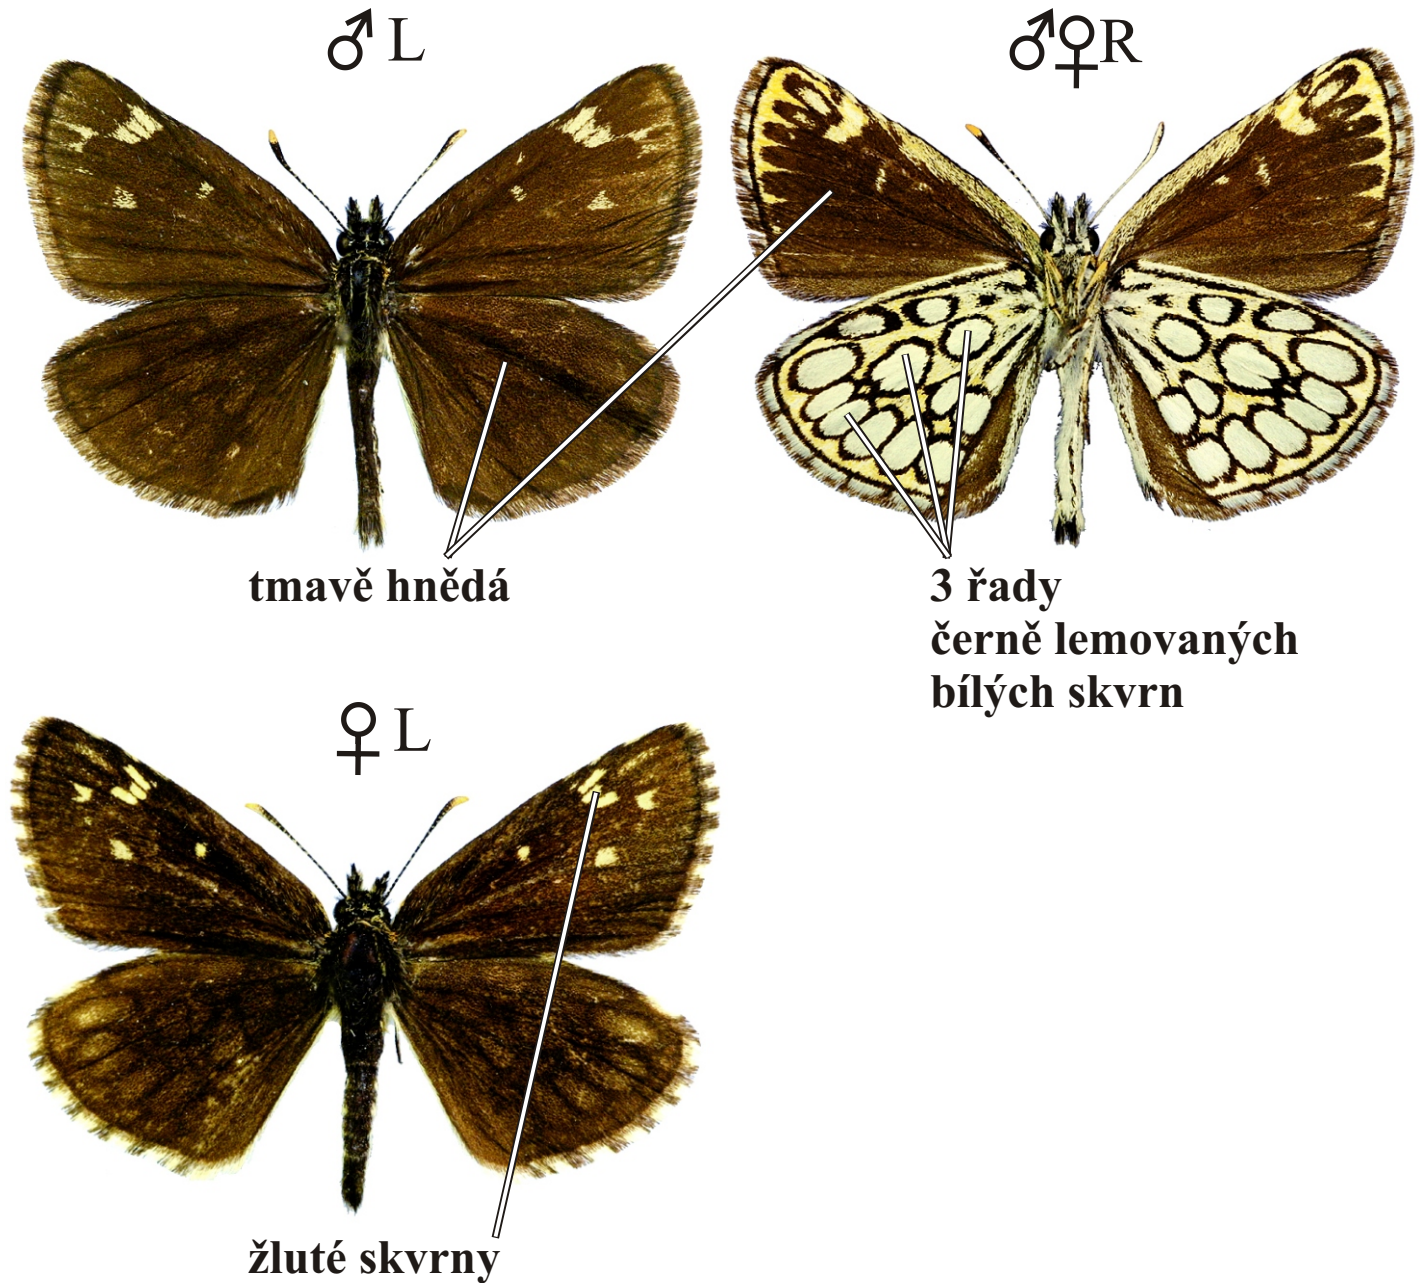 ♂ L
♂♀R
tmavě hnědá
3 řady
černě lemovaných
bílých skvrn
♀ L
žluté skvrny